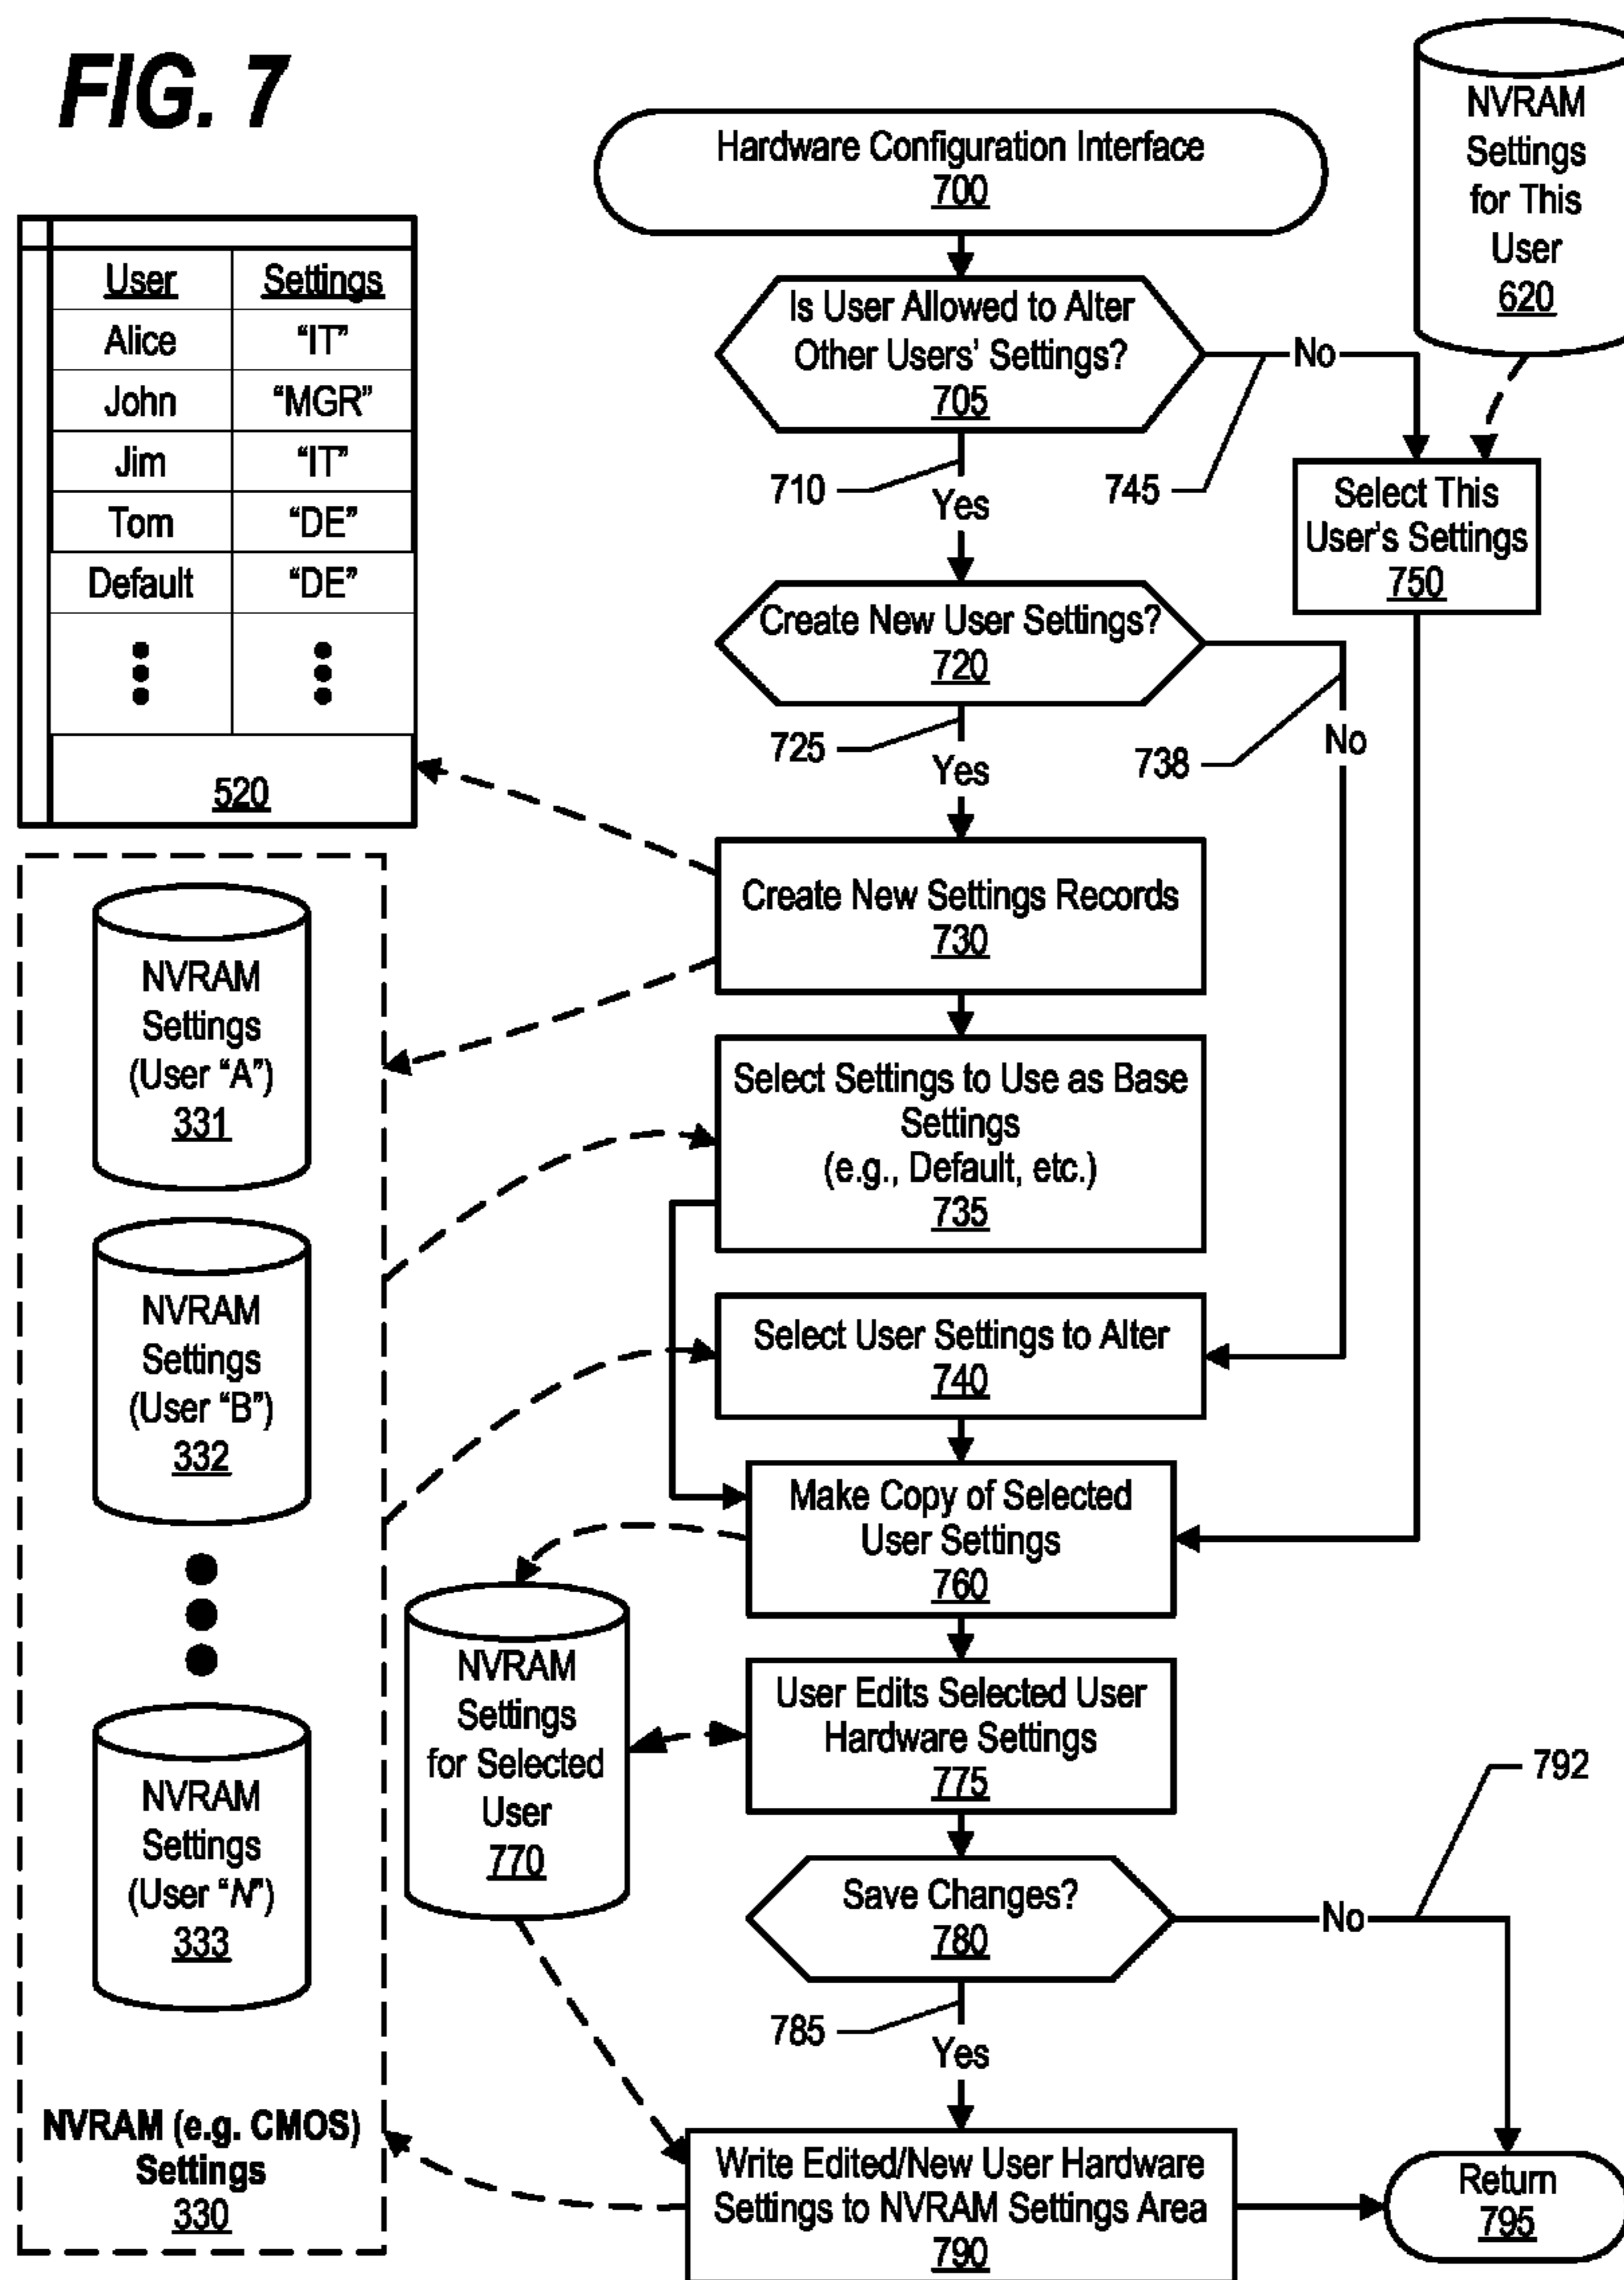 FIG. 7
Hardware Configuration Interface
700
NVRAM
Settings
for This
User
620
User Settings
Alice “IT”
John “MGR”
Jim “IT”
Tom “DE”
Default “DE”
520
Is User Allowed to Alter
Other Users’ Settings?
705
No
745
710
Yes
Select This
User's Settings
750
Create New User Settings?
720
No
738
725
Yes
Create New Settings Records
730
Select Settings to Use as Base
Settings
(e.g., Default, etc.)
735
Select User Settings to Alter
740
Make Copy of Selected
User Settings
760
NVRAM
Settings
(User “A”)
331
NVRAM
Settings
(User “B”)
332
NVRAM
Settings
(User “N”)
333
NVRAM (e.g. CMOS)
Settings
330
NVRAM
Settings
for Selected
User
770
User Edits Selected User
Hardware Settings
775
Save Changes?
780
792
No
785
Yes
Write Edited/New User Hardware
Settings to NVRAM Settings Area
790
Return
795